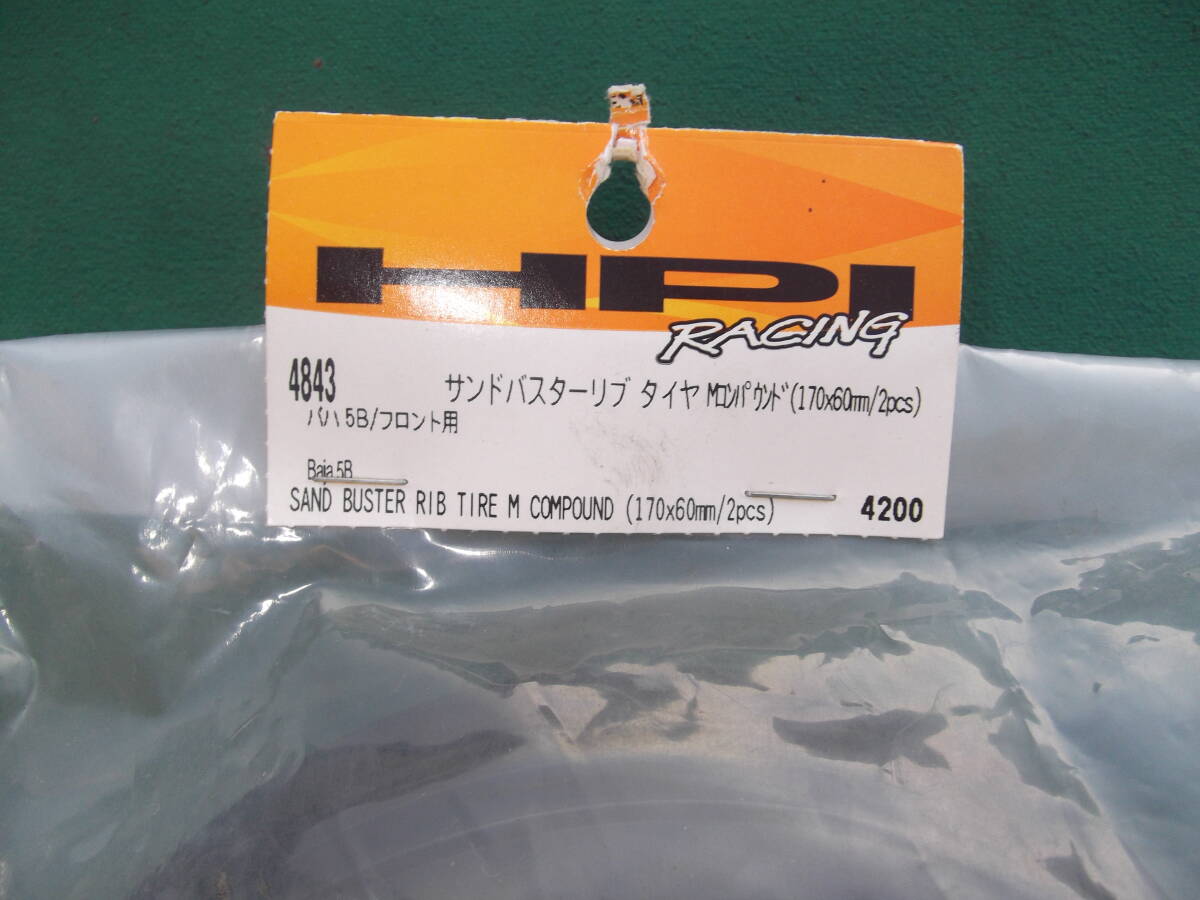 HPI
RACING
4843 サンドバスターリブ タイヤ Mコンパウンド(170x60mm/2pcs)
バハ 5B/フロント用
Baja 5B
SAND BUSTER RIB TIRE M COMPOUND (170x60mm/2pcs) 4200